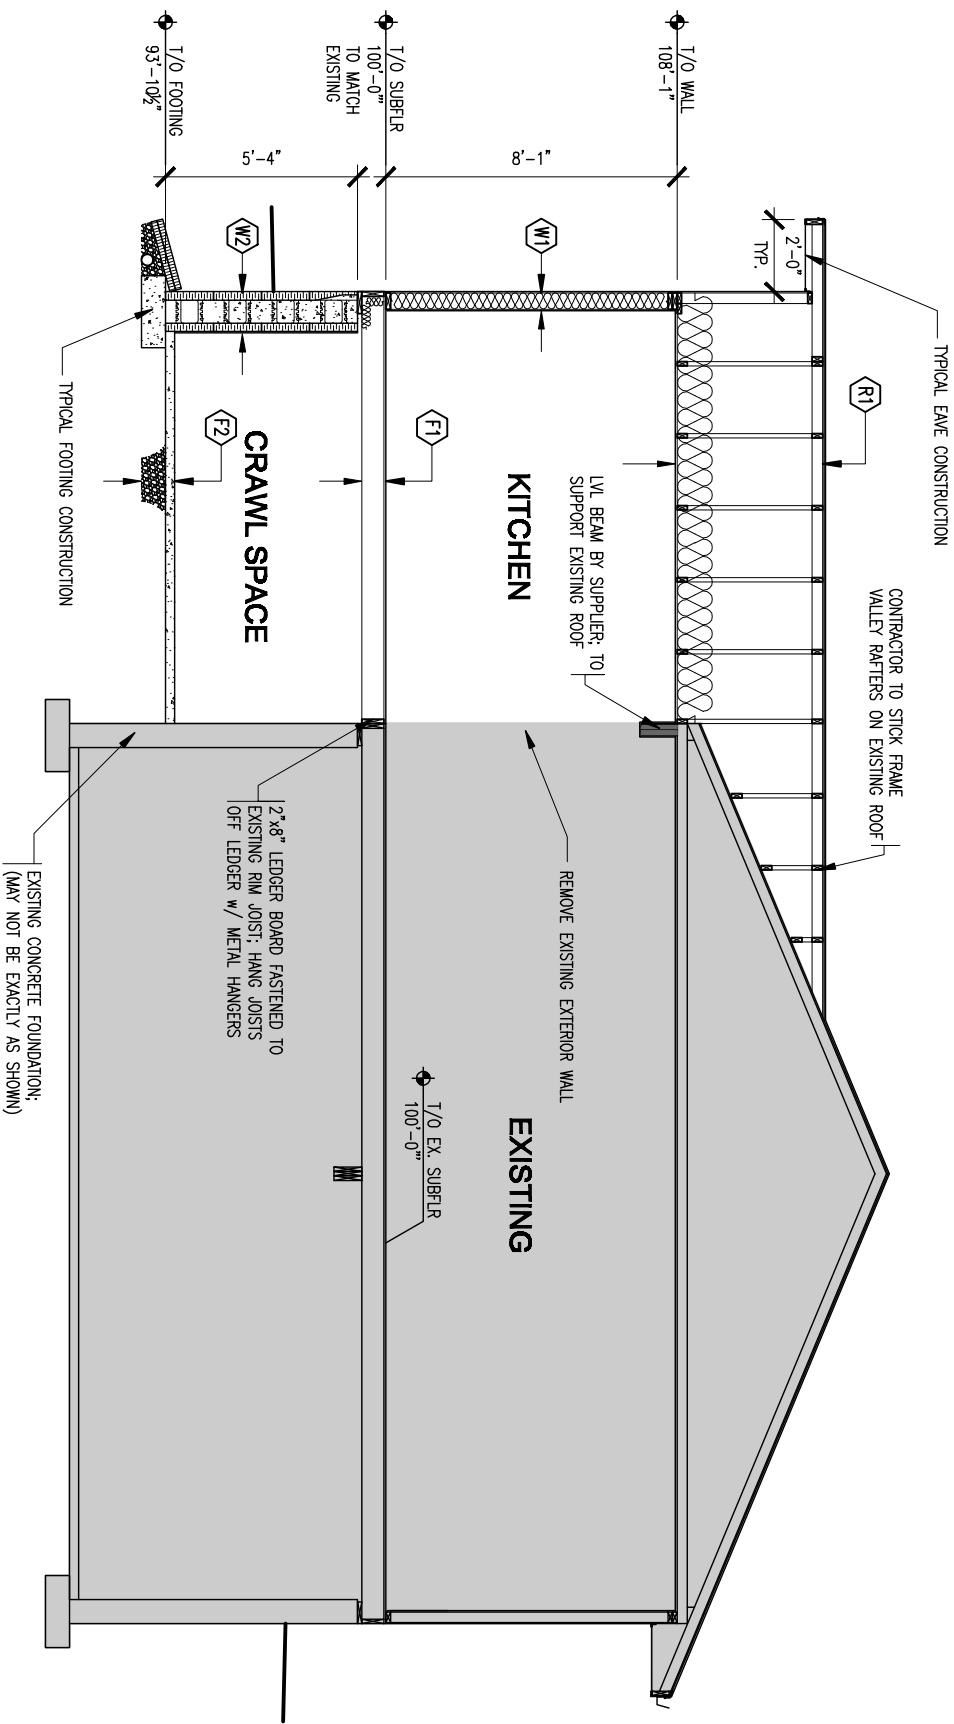 TYPICAL EAVE CONSTRUCTION
CONTRACTOR TO STICK FRAME
VALLEY RAFTERS ON EXISTING ROOF
R1
2'-0"
TYP.
T/O WALL
108'-1"
8'-1"
W1
KITCHEN
LVL BEAM BY SUPPLIER; TO
SUPPORT EXISTING ROOF
REMOVE EXISTING EXTERIOR WALL
EXISTING
T/O EX. SUBFLR
100'-0"'
T/O SUBFLR
100'-0"'
TO MATCH
EXISTING
F1
5'-4"
W2
CRAWL SPACE
F2
2"x8" LEDGER BOARD FASTENED TO
EXISTING RIM JOIST; HANG JOISTS
OFF LEDGER w/ METAL HANGERS
T/O FOOTING
93'-10½"
TYPICAL FOOTING CONSTRUCTION
EXISTING CONCRETE FOUNDATION;
(MAY NOT BE EXACTLY AS SHOWN)